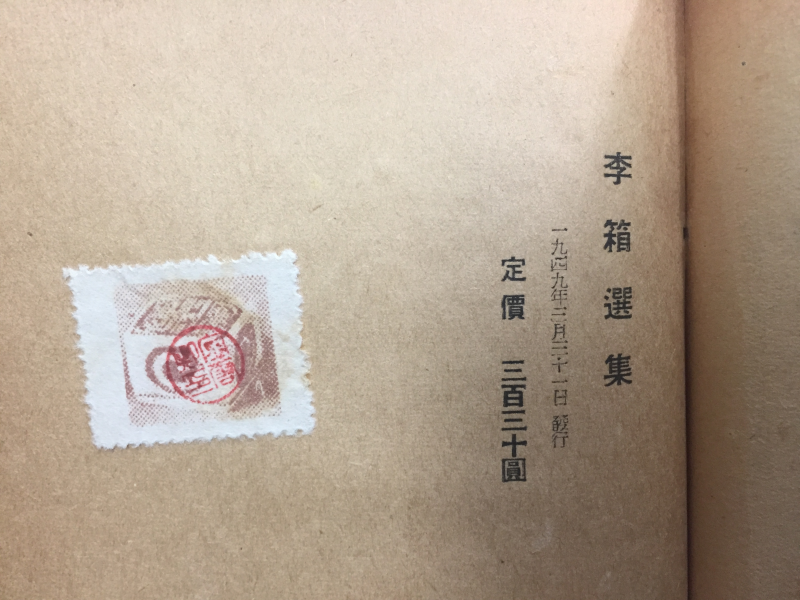 李箱選集
一九四九年三月三十一日 發行
定價 三百三十圓